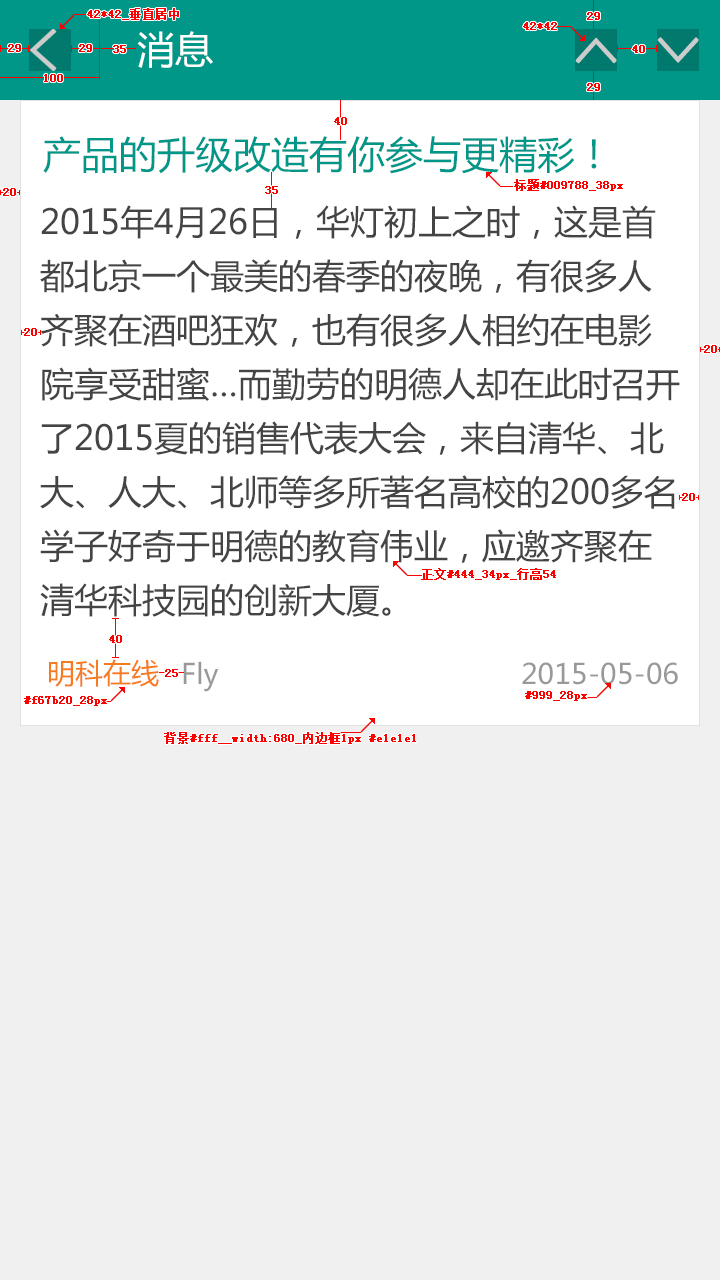 42*42_垂直居中
29
42*42
29
29
35
消息
40
100
29
40
产品的升级改造有你参与更精彩！
标题#009788_38px
35
20
2015年4月26日，华灯初上之时，这是首
都北京一个最美的春季的夜晚，有很多人
20
齐聚在酒吧狂欢，也有很多人相约在电影
20
院享受甜蜜...而勤劳的明德人却在此时召开
了2015夏的销售代表大会，来自清华、北
大、人大、北师等多所著名高校的200多名
20
学子好奇于明德的教育伟业，应邀齐聚在
正文#444_34px_行高54
清华科技园的创新大厦。
40
明科在线
25
Fly
2015-05-06
#f67b20_28px
#999_28px
背景#fff__width:680_内边框1px #e1e1e1